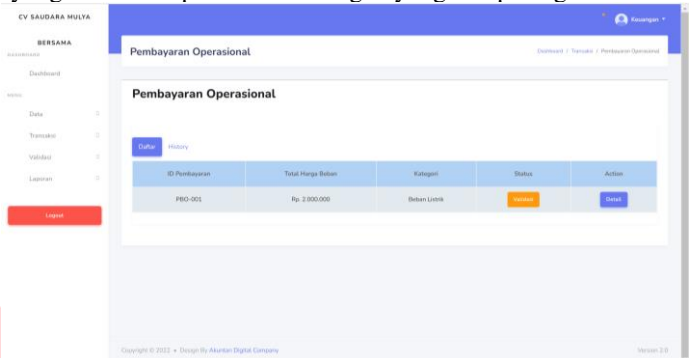 CV SAUDARA MULYA
BERSAMA
Keuangan
DASHBOARD
Dashboard
MENU
Data
Transaksi
Validasi
Laporan
Logout
Pembayaran Operasional
Dashboard / Transaksi / Pembayaran Operasional
Pembayaran Operasional
Daftar History
ID Pembayaran Total Harga Beban Kategori Status Action
PBO-001 Rp. 2.000.000 Beban Listrik Validasi Detail
Copyright © 2022 • Design By Akuntan Digital Company
Version 2.0